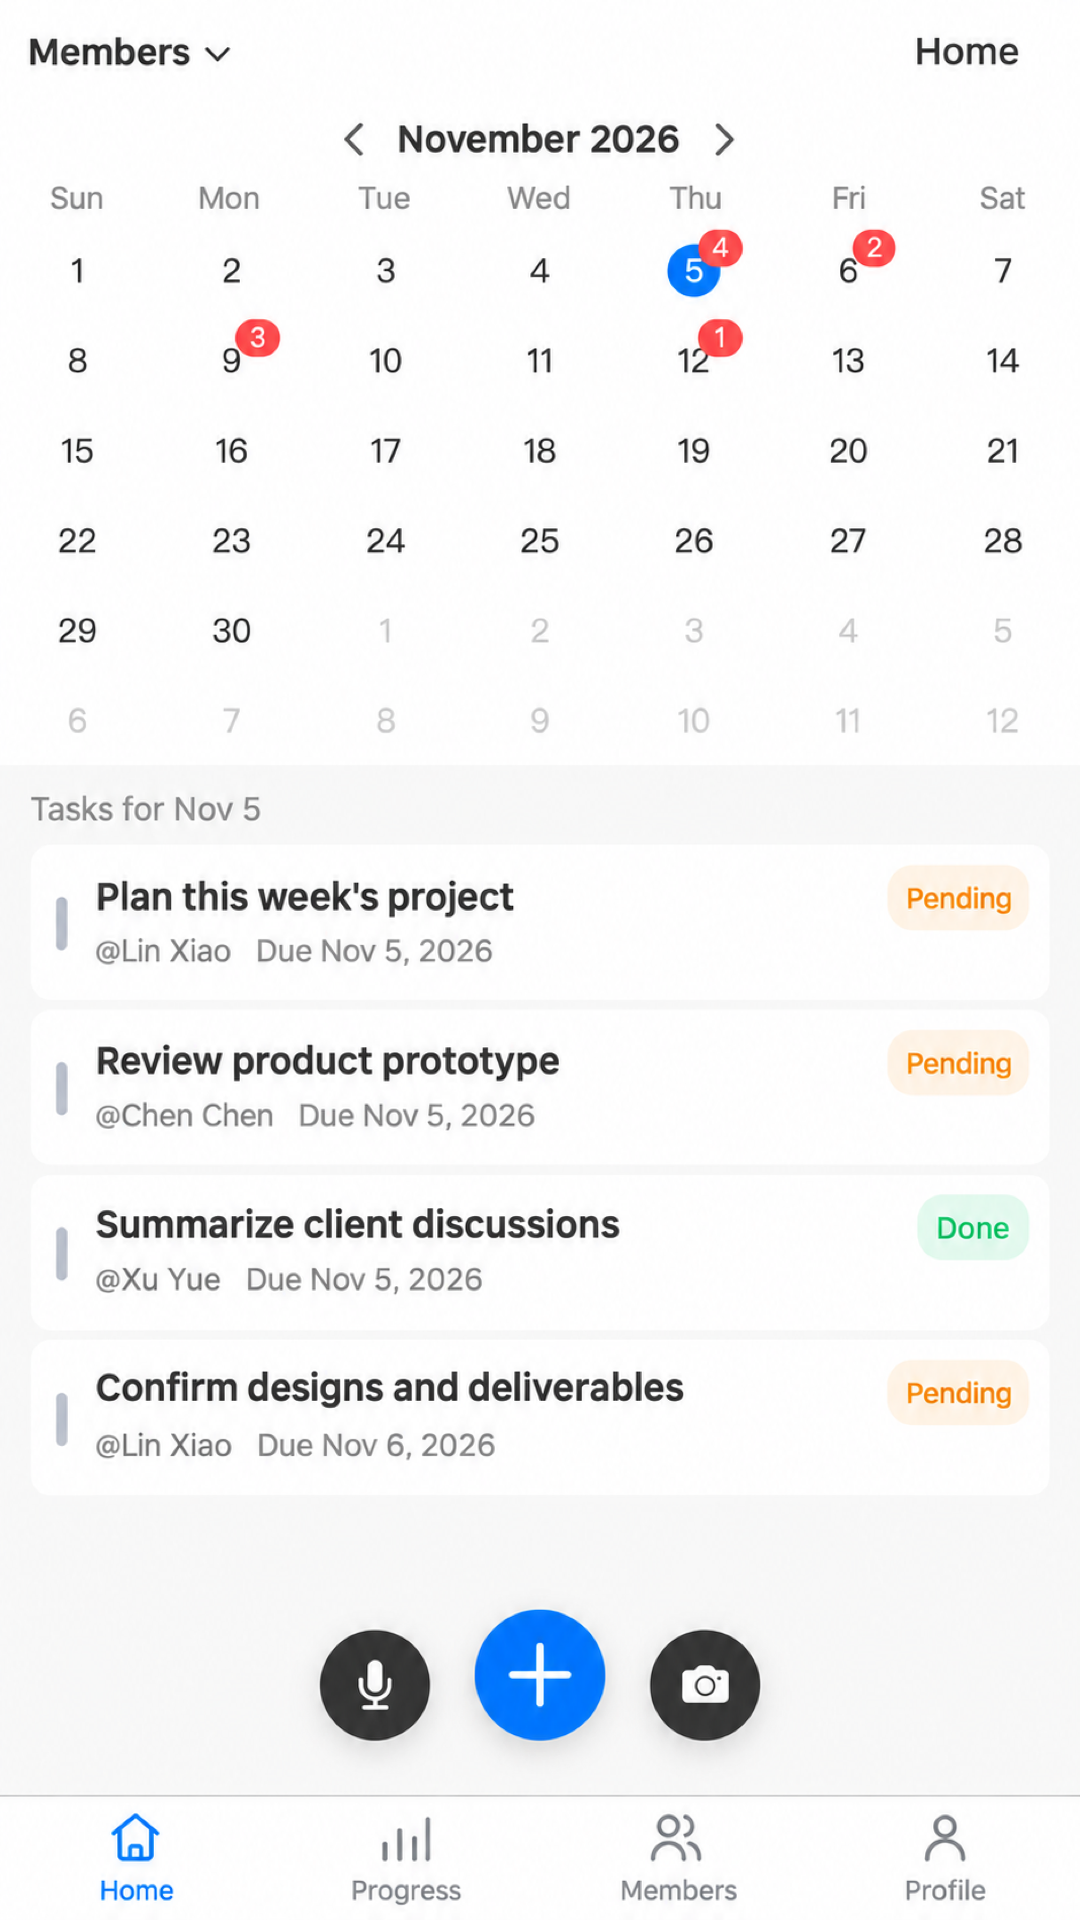 Members
Home
November 2026
Sun Mon Tue Wed Thu Fri Sat
1 2 3 4 5 4 6 2 7
8 9 3 10 11 12 1 13 14
15 16 17 18 19 20 21
22 23 24 25 26 27 28
29 30 1 2 3 4 5
6 7 8 9 10 11 12
Tasks for Nov 5
Plan this week's project
Pending
@Lin Xiao Due Nov 5, 2026
Review product prototype
Pending
@Chen Chen Due Nov 5, 2026
Summarize client discussions
Done
@Xu Yue Due Nov 5, 2026
Confirm designs and deliverables
Pending
@Lin Xiao Due Nov 6, 2026
Home Progress Members Profile